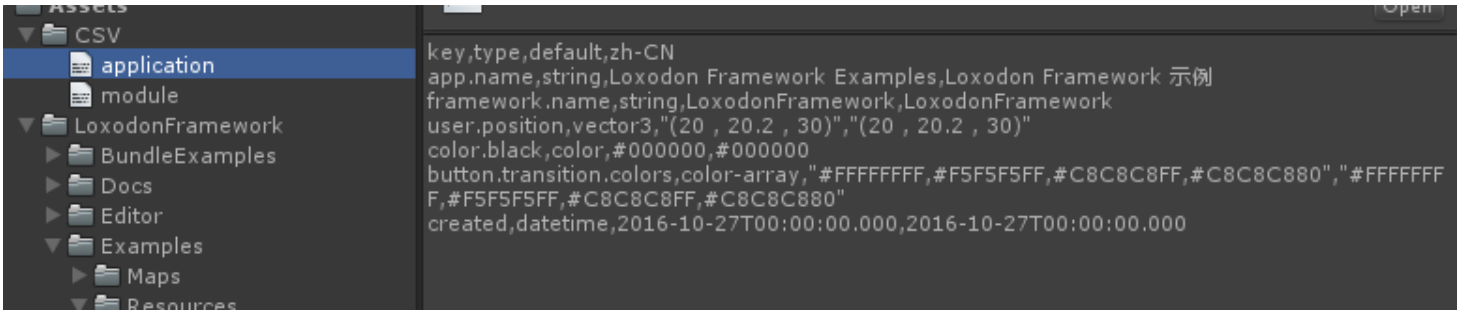 Assets
CSV
application
module
LoxodonFramework
BundleExamples
Docs
Editor
Examples
Maps
Resources
Open
key,type,default,zh-CN
app.name,string,Loxodon Framework Examples,Loxodon Framework 示例
framework.name,string,LoxodonFramework,LoxodonFramework
user.position,vector3,"(20 , 20.2 , 30)","(20 , 20.2 , 30)"
color.black,color,#000000,#000000
button.transition.colors,color-array,"#FFFFFFFF,#F5F5F5FF,#C8C8C8FF,#C8C8C880","#FFFFFFF
F,#F5F5F5FF,#C8C8C8FF,#C8C8C880"
created,datetime,2016-10-27T00:00:00.000,2016-10-27T00:00:00.000